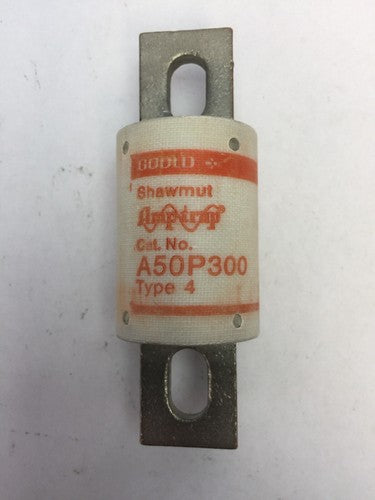 GOULD
Shawmut
Amp-trap®
Cat. No.
A50P300
Type 4